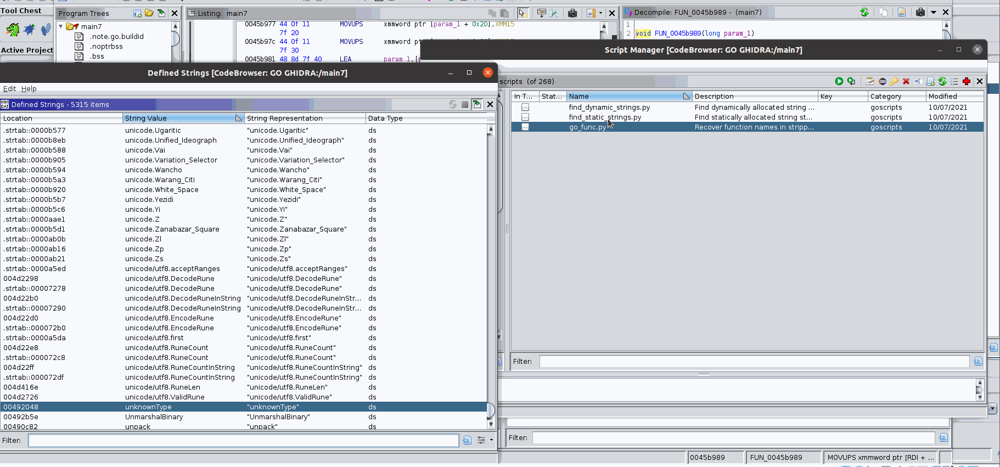 Tool Chest
Active Project
Program Trees
main7
.note.go.buildid
.noptrbss
.bss
Listing: main7
0045b977 44 0f 11 MOVUPS xmmword ptr [param_1 + 0x20],XMM15
7f 20
0045b97c 44 0f 11 MOVUPS xmmword pt
7f 30
0045b981 48 8d 7f 40 LEA param_1,[
Decompile: FUN_0045b989 - (main7)
1
2 void FUN_0045b989(long param_1)
Script Manager [CodeBrowser: GO GHIDRA:/main7]
scripts (of 268)
In T... Stat... Name Description Key Category Modified
find_dynamic_strings.py Find dynamically allocated string ... goscripts 10/07/2021
find_static_strings.py Find statically allocated string st... goscripts 10/07/2021
go_func.py Recover function names in stripp... goscripts 10/07/2021
Filter:
Filter:
0045b989 FUN_0045b989 MOVUPS xmmword ptr [RDI + ...
Defined Strings [CodeBrowser: GO GHIDRA:/main7]
Edit Help
Defined Strings - 5315 items
Location String Value String Representation Data Type
.strtab::0000b577 unicode.Ugaritic "unicode.Ugaritic" ds
.strtab::0000b8eb unicode.Unified_Ideograph "unicode.Unified_Ideograph" ds
.strtab::0000b588 unicode.Vai "unicode.Vai" ds
.strtab::0000b905 unicode.Variation_Selector "unicode.Variation_Selector" ds
.strtab::0000b594 unicode.Wancho "unicode.Wancho" ds
.strtab::0000b5a3 unicode.Warang_Citi "unicode.Warang_Citi" ds
.strtab::0000b920 unicode.White_Space "unicode.White_Space" ds
.strtab::0000b5b7 unicode.Yezidi "unicode.Yezidi" ds
.strtab::0000b5c6 unicode.Yi "unicode.Yi" ds
.strtab::0000aae1 unicode.Z "unicode.Z" ds
.strtab::0000b5d1 unicode.Zanabazar_Square "unicode.Zanabazar_Square" ds
.strtab::0000ab0b unicode.Zl "unicode.Zl" ds
.strtab::0000ab16 unicode.Zp "unicode.Zp" ds
.strtab::0000ab21 unicode.Zs "unicode.Zs" ds
.strtab::0000a5ed unicode/utf8.acceptRanges "unicode/utf8.acceptRanges" ds
004d2298 unicode/utf8.DecodeRune "unicode/utf8.DecodeRune" ds
.strtab::00007278 unicode/utf8.DecodeRune "unicode/utf8.DecodeRune" ds
004d22b0 unicode/utf8.DecodeRuneInString "unicode/utf8.DecodeRuneInStr... ds
.strtab::00007290 unicode/utf8.DecodeRuneInString "unicode/utf8.DecodeRuneInStr... ds
004d22d0 unicode/utf8.EncodeRune "unicode/utf8.EncodeRune" ds
.strtab::000072b0 unicode/utf8.EncodeRune "unicode/utf8.EncodeRune" ds
.strtab::0000a5da unicode/utf8.first "unicode/utf8.first" ds
004d22e8 unicode/utf8.RuneCount "unicode/utf8.RuneCount" ds
.strtab::000072c8 unicode/utf8.RuneCount "unicode/utf8.RuneCount" ds
004d22ff unicode/utf8.RuneCountInString "unicode/utf8.RuneCountInString" ds
.strtab::000072df unicode/utf8.RuneCountInString "unicode/utf8.RuneCountInString" ds
004d416e unicode/utf8.RuneLen "unicode/utf8.RuneLen" ds
004d2726 unicode/utf8.ValidRune "unicode/utf8.ValidRune" ds
00492048 unknownType "unknownType" ds
00492b5e UnmarshalBinary "UnmarshalBinary" ds
00490c82 unpack "unpack" ds
Filter: